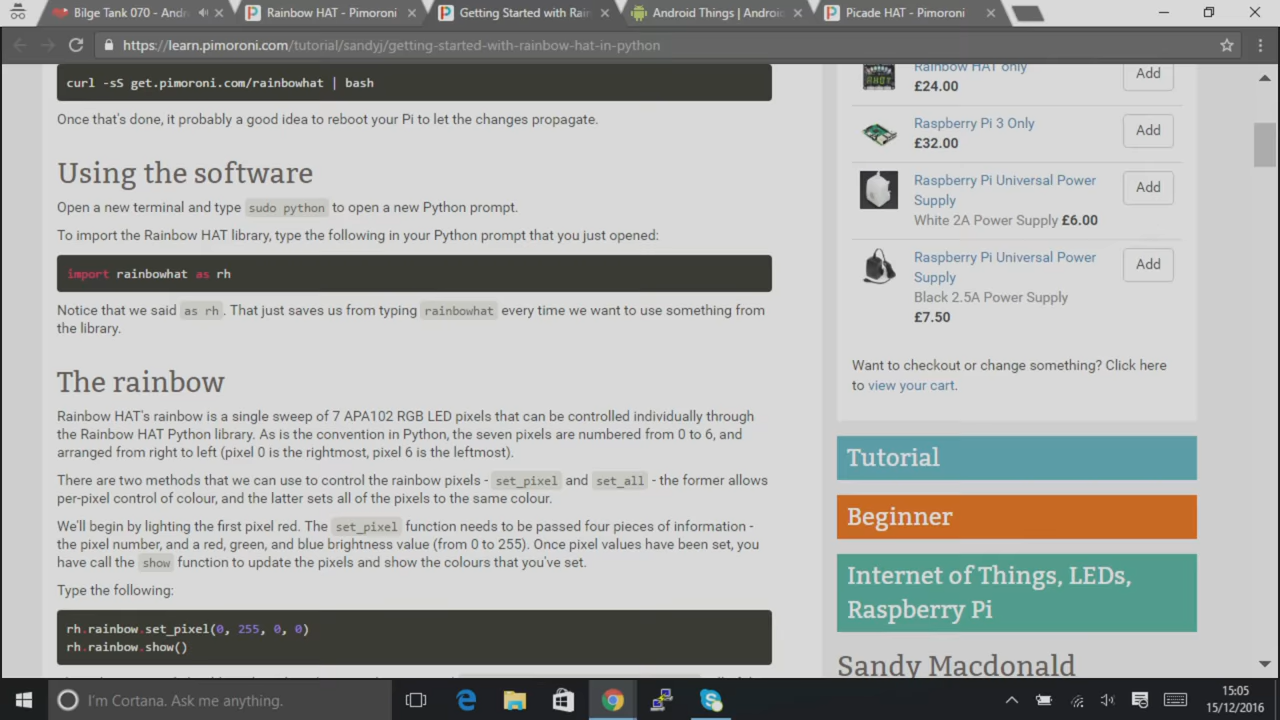 Bilge Tank 070 - Andr
Rainbow HAT - Pimoroni
Getting Started with Rain
Android Things | Android
Picade HAT - Pimoroni
https://learn.pimoroni.com/tutorial/sandyj/getting-started-with-rainbow-hat-in-python
curl -sS get.pimoroni.com/rainbowhat | bash
Once that's done, it probably a good idea to reboot your Pi to let the changes propagate.
Using the software
Open a new terminal and type sudo python to open a new Python prompt.
To import the Rainbow HAT library, type the following in your Python prompt that you just opened:
import rainbowhat as rh
Notice that we said as rh. That just saves us from typing rainbowhat every time we want to use something from
the library.
The rainbow
Rainbow HAT's rainbow is a single sweep of 7 APA102 RGB LED pixels that can be controlled individually through
the Rainbow HAT Python library. As is the convention in Python, the seven pixels are numbered from 0 to 6, and
arranged from right to left (pixel 0 is the rightmost, pixel 6 is the leftmost).
There are two methods that we can use to control the rainbow pixels - set_pixel and set_all - the former allows
per-pixel control of colour, and the latter sets all of the pixels to the same colour.
We'll begin by lighting the first pixel red. The set_pixel function needs to be passed four pieces of information -
the pixel number, and a red, green, and blue brightness value (from 0 to 255). Once pixel values have been set, you
have call the show function to update the pixels and show the colours that you've set.
Type the following:
rh.rainbow.set_pixel(0, 255, 0, 0)
rh.rainbow.show()
Rainbow HAT only
£24.00
Add
Raspberry Pi 3 Only
£32.00
Add
Raspberry Pi Universal Power
Supply
White 2A Power Supply £6.00
Add
Raspberry Pi Universal Power
Supply
Black 2.5A Power Supply
£7.50
Add
Want to checkout or change something? Click here
to view your cart.
Tutorial
Beginner
Internet of Things, LEDs,
Raspberry Pi
Sandy Macdonald
I'm Cortana. Ask me anything.
15:05
15/12/2016